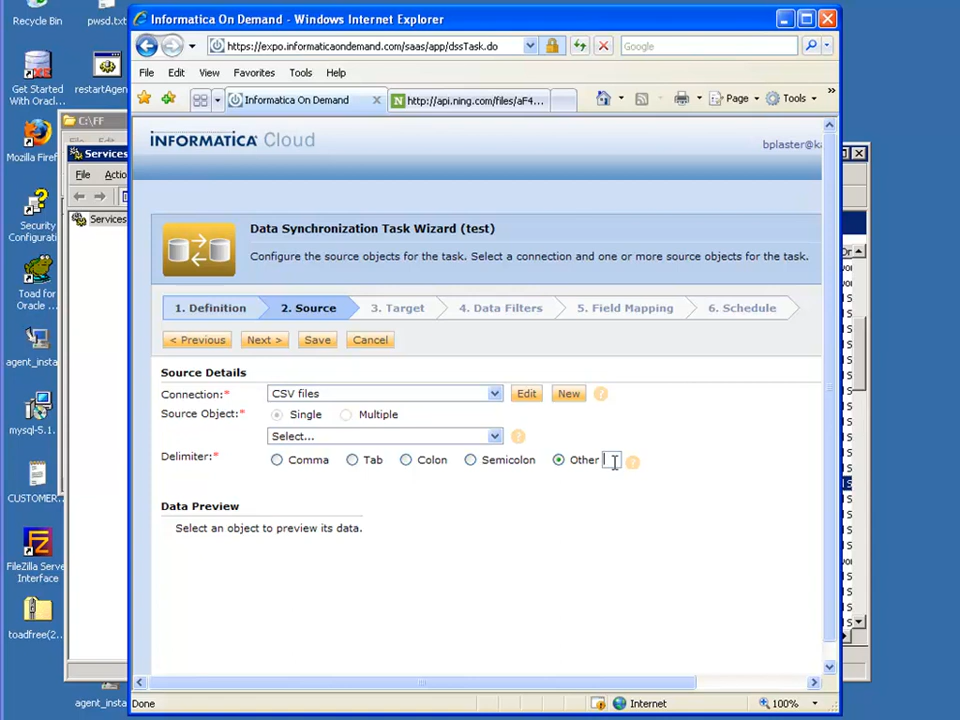 Recycle Bin
pwsd.txt
Informatica On Demand - Windows Internet Explorer
https://expo.informaticaondemand.com/saas/app/dssTask.do
Google
File Edit View Favorites Tools Help
Informatica On Demand
http://api.ning.com/files/aF4...
Page Tools
Get Started
With Oracl...
restartAgen
C:\FF
Mozilla Firef
Services
File Actio
Services
Security
Configurati
Toad for
Oracle ...
agent_insta
mysql-5.1.
CUSTOMER
FileZilla Serve
Interface
toadfree(2...
agent_insta
INFORMATICA Cloud
bplaster@k
Data Synchronization Task Wizard (test)
Configure the source objects for the task. Select a connection and one or more source objects for the task.
1. Definition
2. Source
3. Target
4. Data Filters
5. Field Mapping
6. Schedule
< Previous
Next >
Save
Cancel
Source Details
Connection:* CSV files Edit New ?
Source Object:* Single Multiple
Select... ?
Delimiter:* Comma Tab Colon Semicolon Other ?
Data Preview
Select an object to preview its data.
Done
Internet
100%